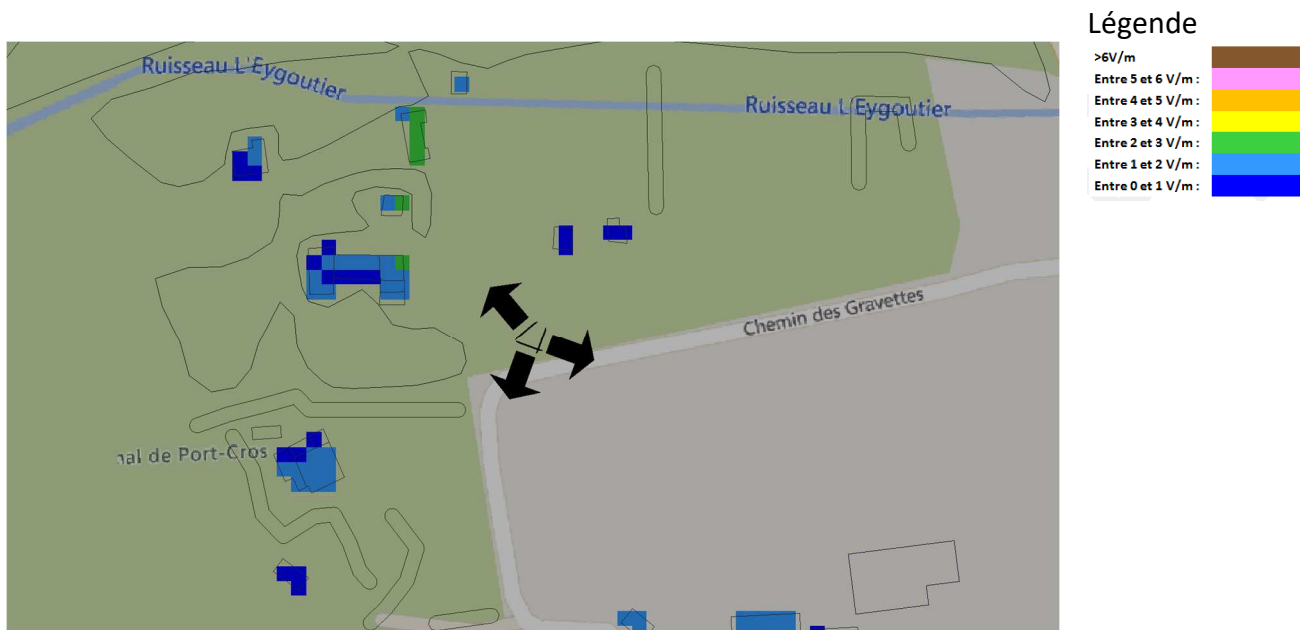 Légende
>6V/m
Entre 5 et 6 V/m :
Entre 4 et 5 V/m :
Entre 3 et 4 V/m :
Entre 2 et 3 V/m :
Entre 1 et 2 V/m :
Entre 0 et 1 V/m :
Ruisseau L'Eygoutier
Ruisseau L'Eygoutier
Chemin des Gravettes
nal de Port-Cros